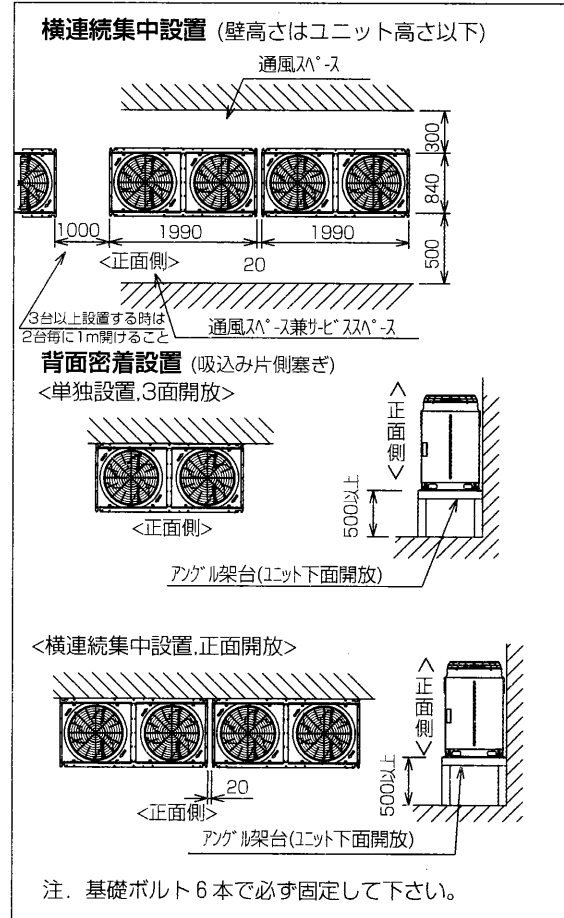 横連続集中設置 (壁高さはユニット高さ以下)
通風ｽﾍﾟｰｽ
300
840
500
1000
1990
1990
<正面側>
20
3台以上設置する時は
2台毎に1m開けること
通風ｽﾍﾟｰｽ兼ｻｰﾋﾞｽｽﾍﾟｰｽ
背面密着設置 (吸込み片側塞ぎ)
<単独設置,3面開放>
<正面側>
<正面側>
500以上
ｱﾝｸﾞﾙ架台(ﾕﾆｯﾄ下面開放)
<横連続集中設置,正面開放>
20
<正面側>
<正面側>
500以上
ｱﾝｸﾞﾙ架台(ﾕﾆｯﾄ下面開放)
注．基礎ボルト6本で必ず固定して下さい。